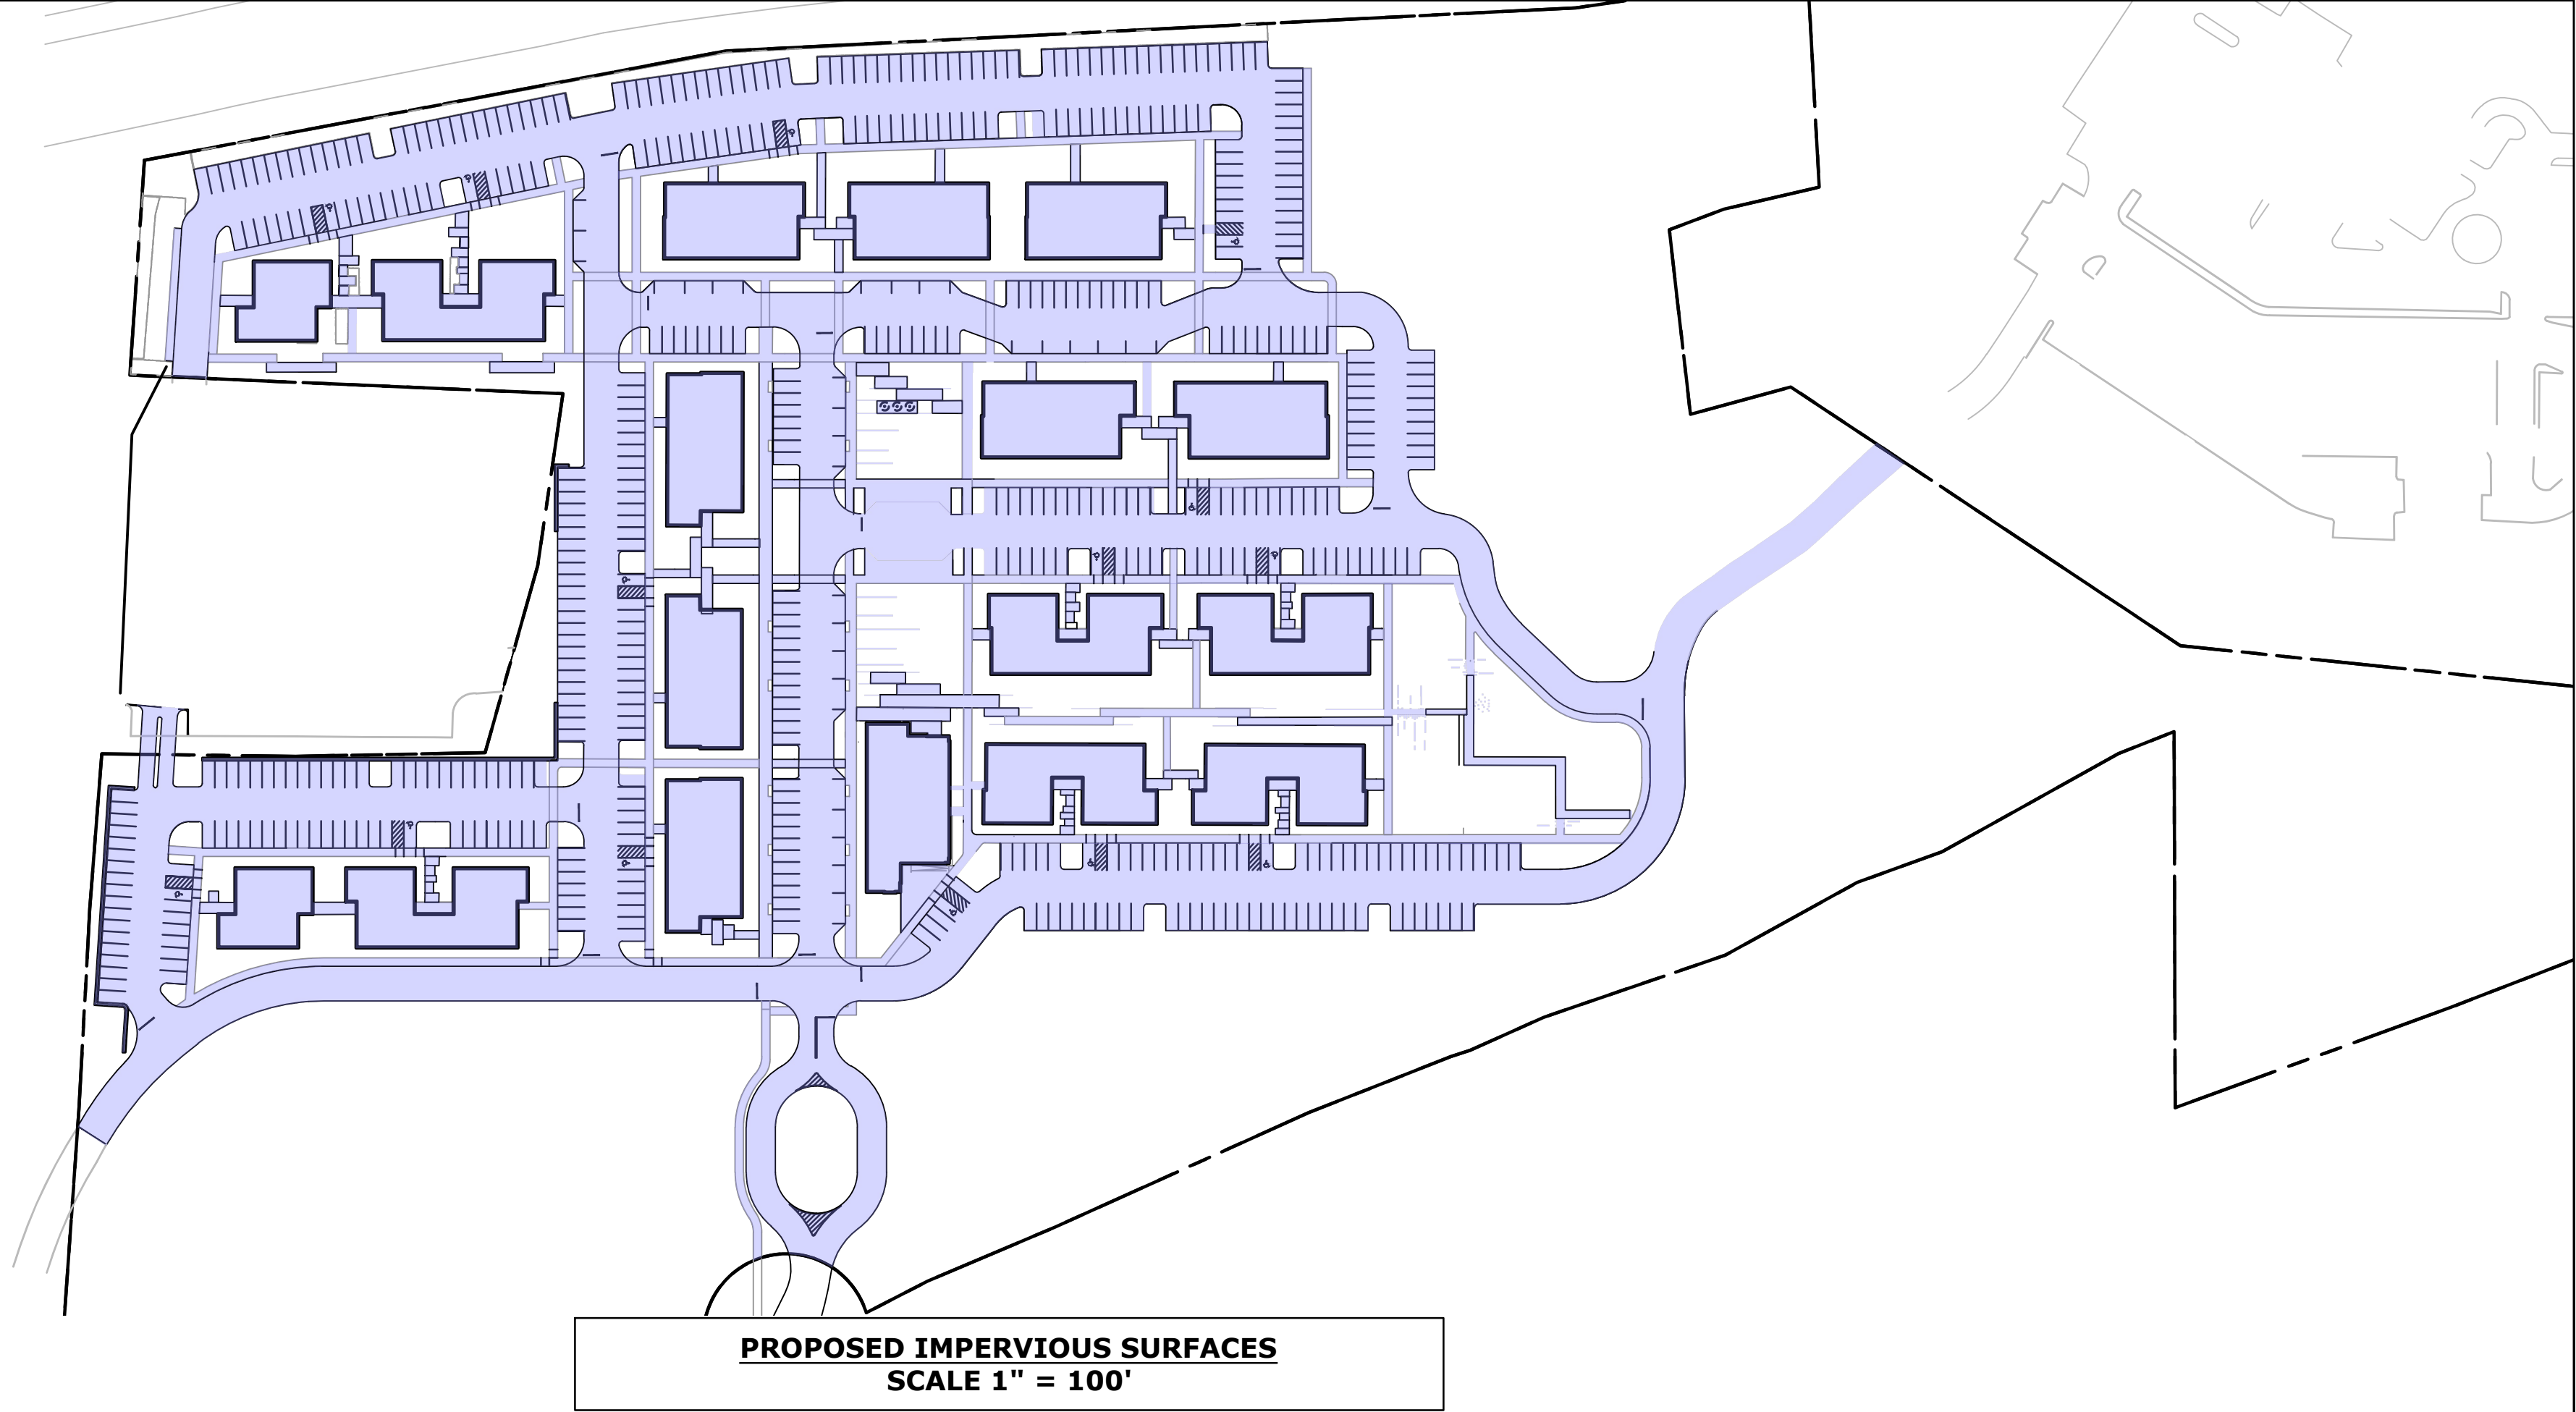 PROPOSED IMPERVIOUS SURFACES
SCALE 1" = 100'